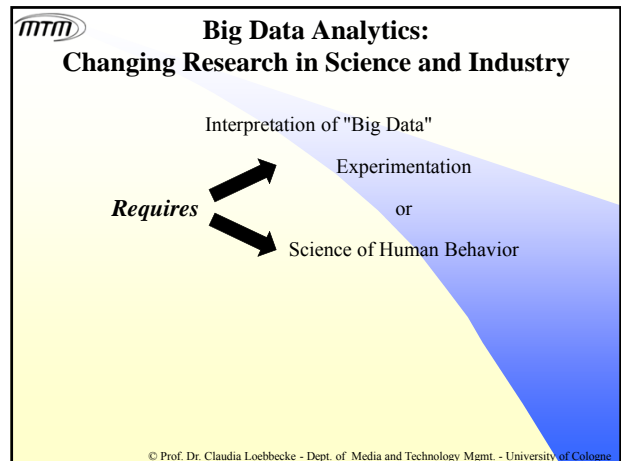 mtm
Big Data Analytics:
Changing Research in Science and Industry
Interpretation of "Big Data"
Experimentation
Requires
or
Science of Human Behavior
© Prof. Dr. Claudia Loebbecke - Dept. of Media and Technology Mgmt. - University of Cologne